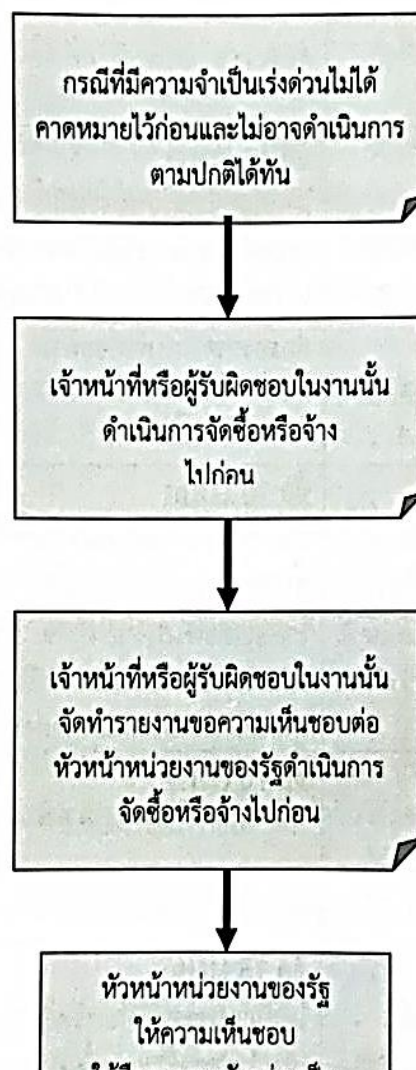 กรณีที่มีความจำเป็นเร่งด่วนไม่ได้
คาดหมายไว้ก่อนและไม่อาจดำเนินการ
ตามปกติได้ทัน
เจ้าหน้าที่หรือผู้รับผิดชอบในงานนั้น
ดำเนินการจัดซื้อหรือจ้าง
ไปก่อน
เจ้าหน้าที่หรือผู้รับผิดชอบในงานนั้น
จัดทำรายงานขอความเห็นชอบต่อ
หัวหน้าหน่วยงานของรัฐดำเนินการ
จัดซื้อหรือจ้างไปก่อน
หัวหน้าหน่วยงานของรัฐ
ให้ความเห็นชอบ